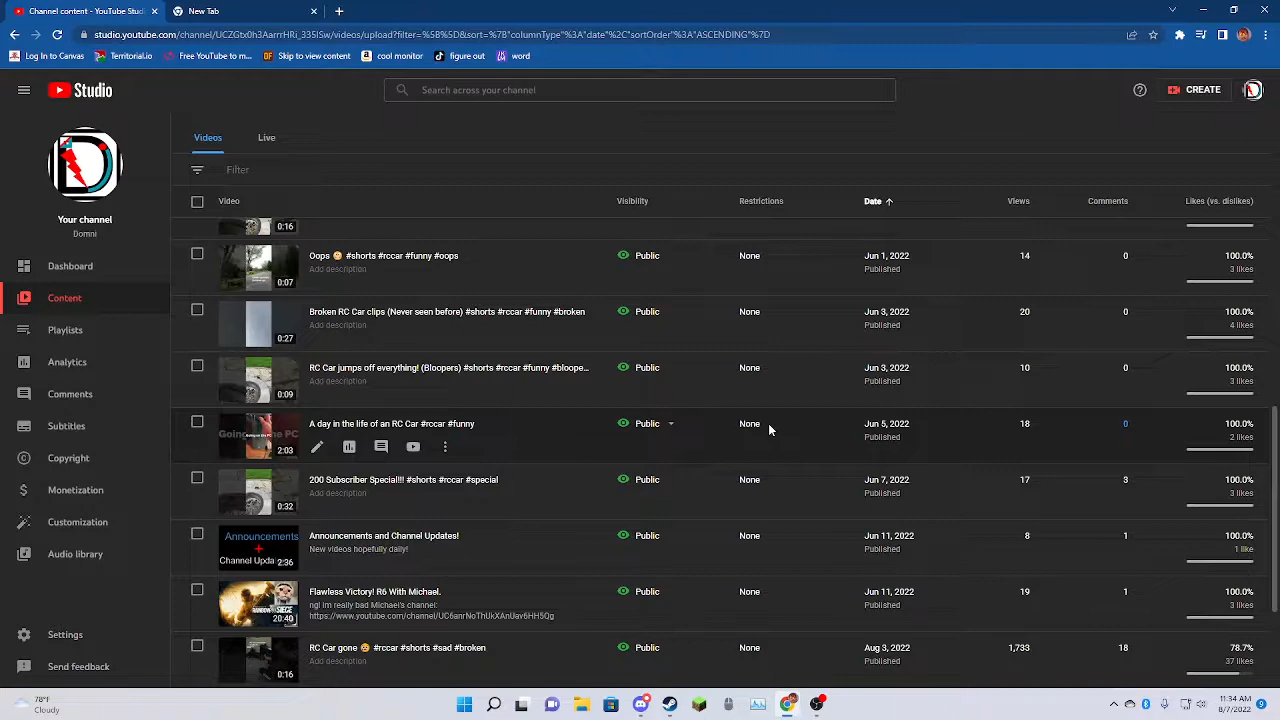 Channel content - YouTube Studi
New Tab
studio.youtube.com/channel/UCZGtx0h3AarrrHRi_335lSw/videos/upload?filter=%5B%5D&sort=%7B"columnType"%3A"date"%2C"sortOrder"%3A"ASCENDING"%7D
Log In to Canvas Territorial.io Free YouTube to m... Skip to view content cool monitor figure out word
Studio
Search across your channel
CREATE
Videos Live
Filter
Your channel
Domni
Dashboard
Content
Playlists
Analytics
Comments
Subtitles
Copyright
Monetization
Customization
Audio library
Settings
Send feedback
Video Visibility Restrictions Date Views Comments Likes (vs. dislikes)
0:16
Oops 😳 #shorts #rccar #funny #oops Public None Jun 1, 2022 14 0 100.0%
Add description Published 3 likes
0:07
Broken RC Car clips (Never seen before) #shorts #rccar #funny #broken Public None Jun 3, 2022 20 0 100.0%
Add description Published 4 likes
0:27
RC Car jumps off everything! (Bloopers) #shorts #rccar #funny #bloope... Public None Jun 3, 2022 10 0 100.0%
Add description Published 3 likes
0:09
A day in the life of an RC Car #rccar #funny Public None Jun 5, 2022 18 0 100.0%
Published 2 likes
2:03
200 Subscriber Special!!! #shorts #rccar #special Public None Jun 7, 2022 17 3 100.0%
Add description Published 3 likes
0:32
Announcements and Channel Updates! Public None Jun 11, 2022 8 1 100.0%
New videos hopefully daily! Published 1 like
Announcements
+
Channel Upda 2:36
Flawless Victory! R6 With Michael. Public None Jun 11, 2022 19 1 100.0%
ngl im really bad Michael's channel: Published 3 likes
https://www.youtube.com/channel/UC6anrNoThUkXAnUav6HH5Qg
20:40
RC Car gone 😢 #rccar #shorts #sad #broken Public None Aug 3, 2022 1,733 18 78.7%
Add description Published 37 likes
0:16
78°F
Cloudy
1:34 AM
8/7/2022